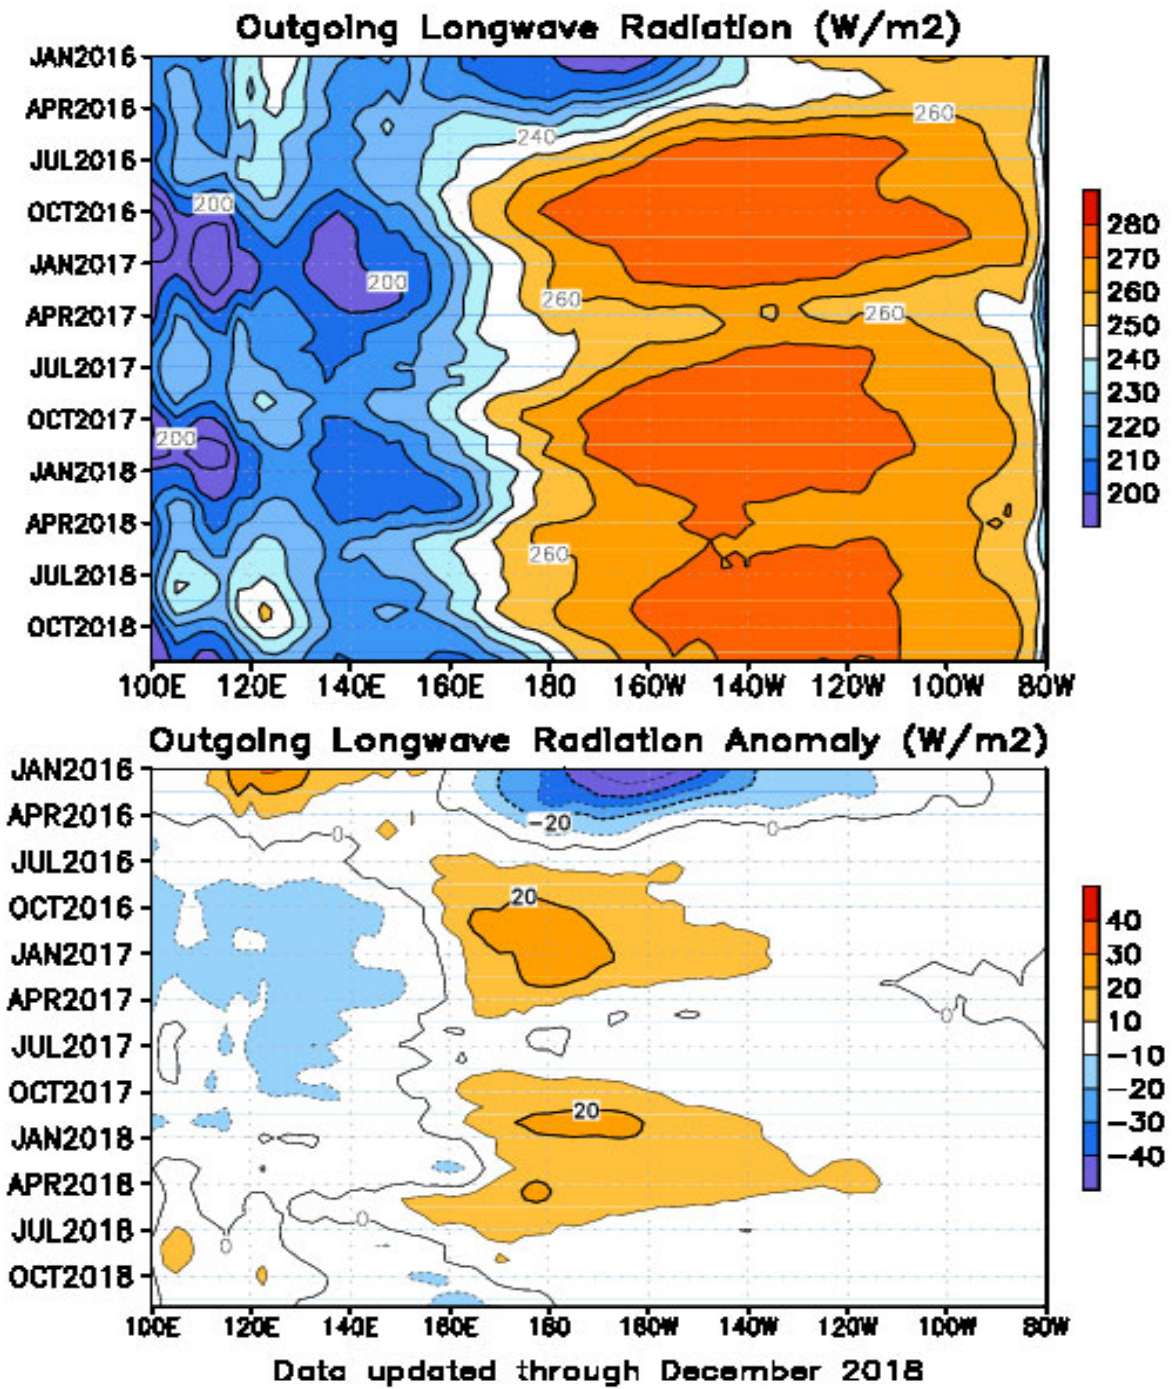 Outgoing Longwave Radiation (W/m2)
JAN2016
APR2016
JUL2016
OCT2016
JAN2017
APR2017
JUL2017
OCT2017
JAN2018
APR2018
JUL2018
OCT2018
260
240
200
200
260
260
200
260
280
270
260
250
240
230
220
210
200
100E 120E 140E 160E 180 160W 140W 120W 100W 80W
Outgoing Longwave Radiation Anomaly (W/m2)
JAN2016
APR2016
JUL2016
OCT2016
JAN2017
APR2017
JUL2017
OCT2017
JAN2018
APR2018
JUL2018
OCT2018
-20
0
0
20
0
20
0
0
40
30
20
10
-10
-20
-30
-40
100E 120E 140E 160E 180 160W 140W 120W 100W 80W
Data updated through December 2018